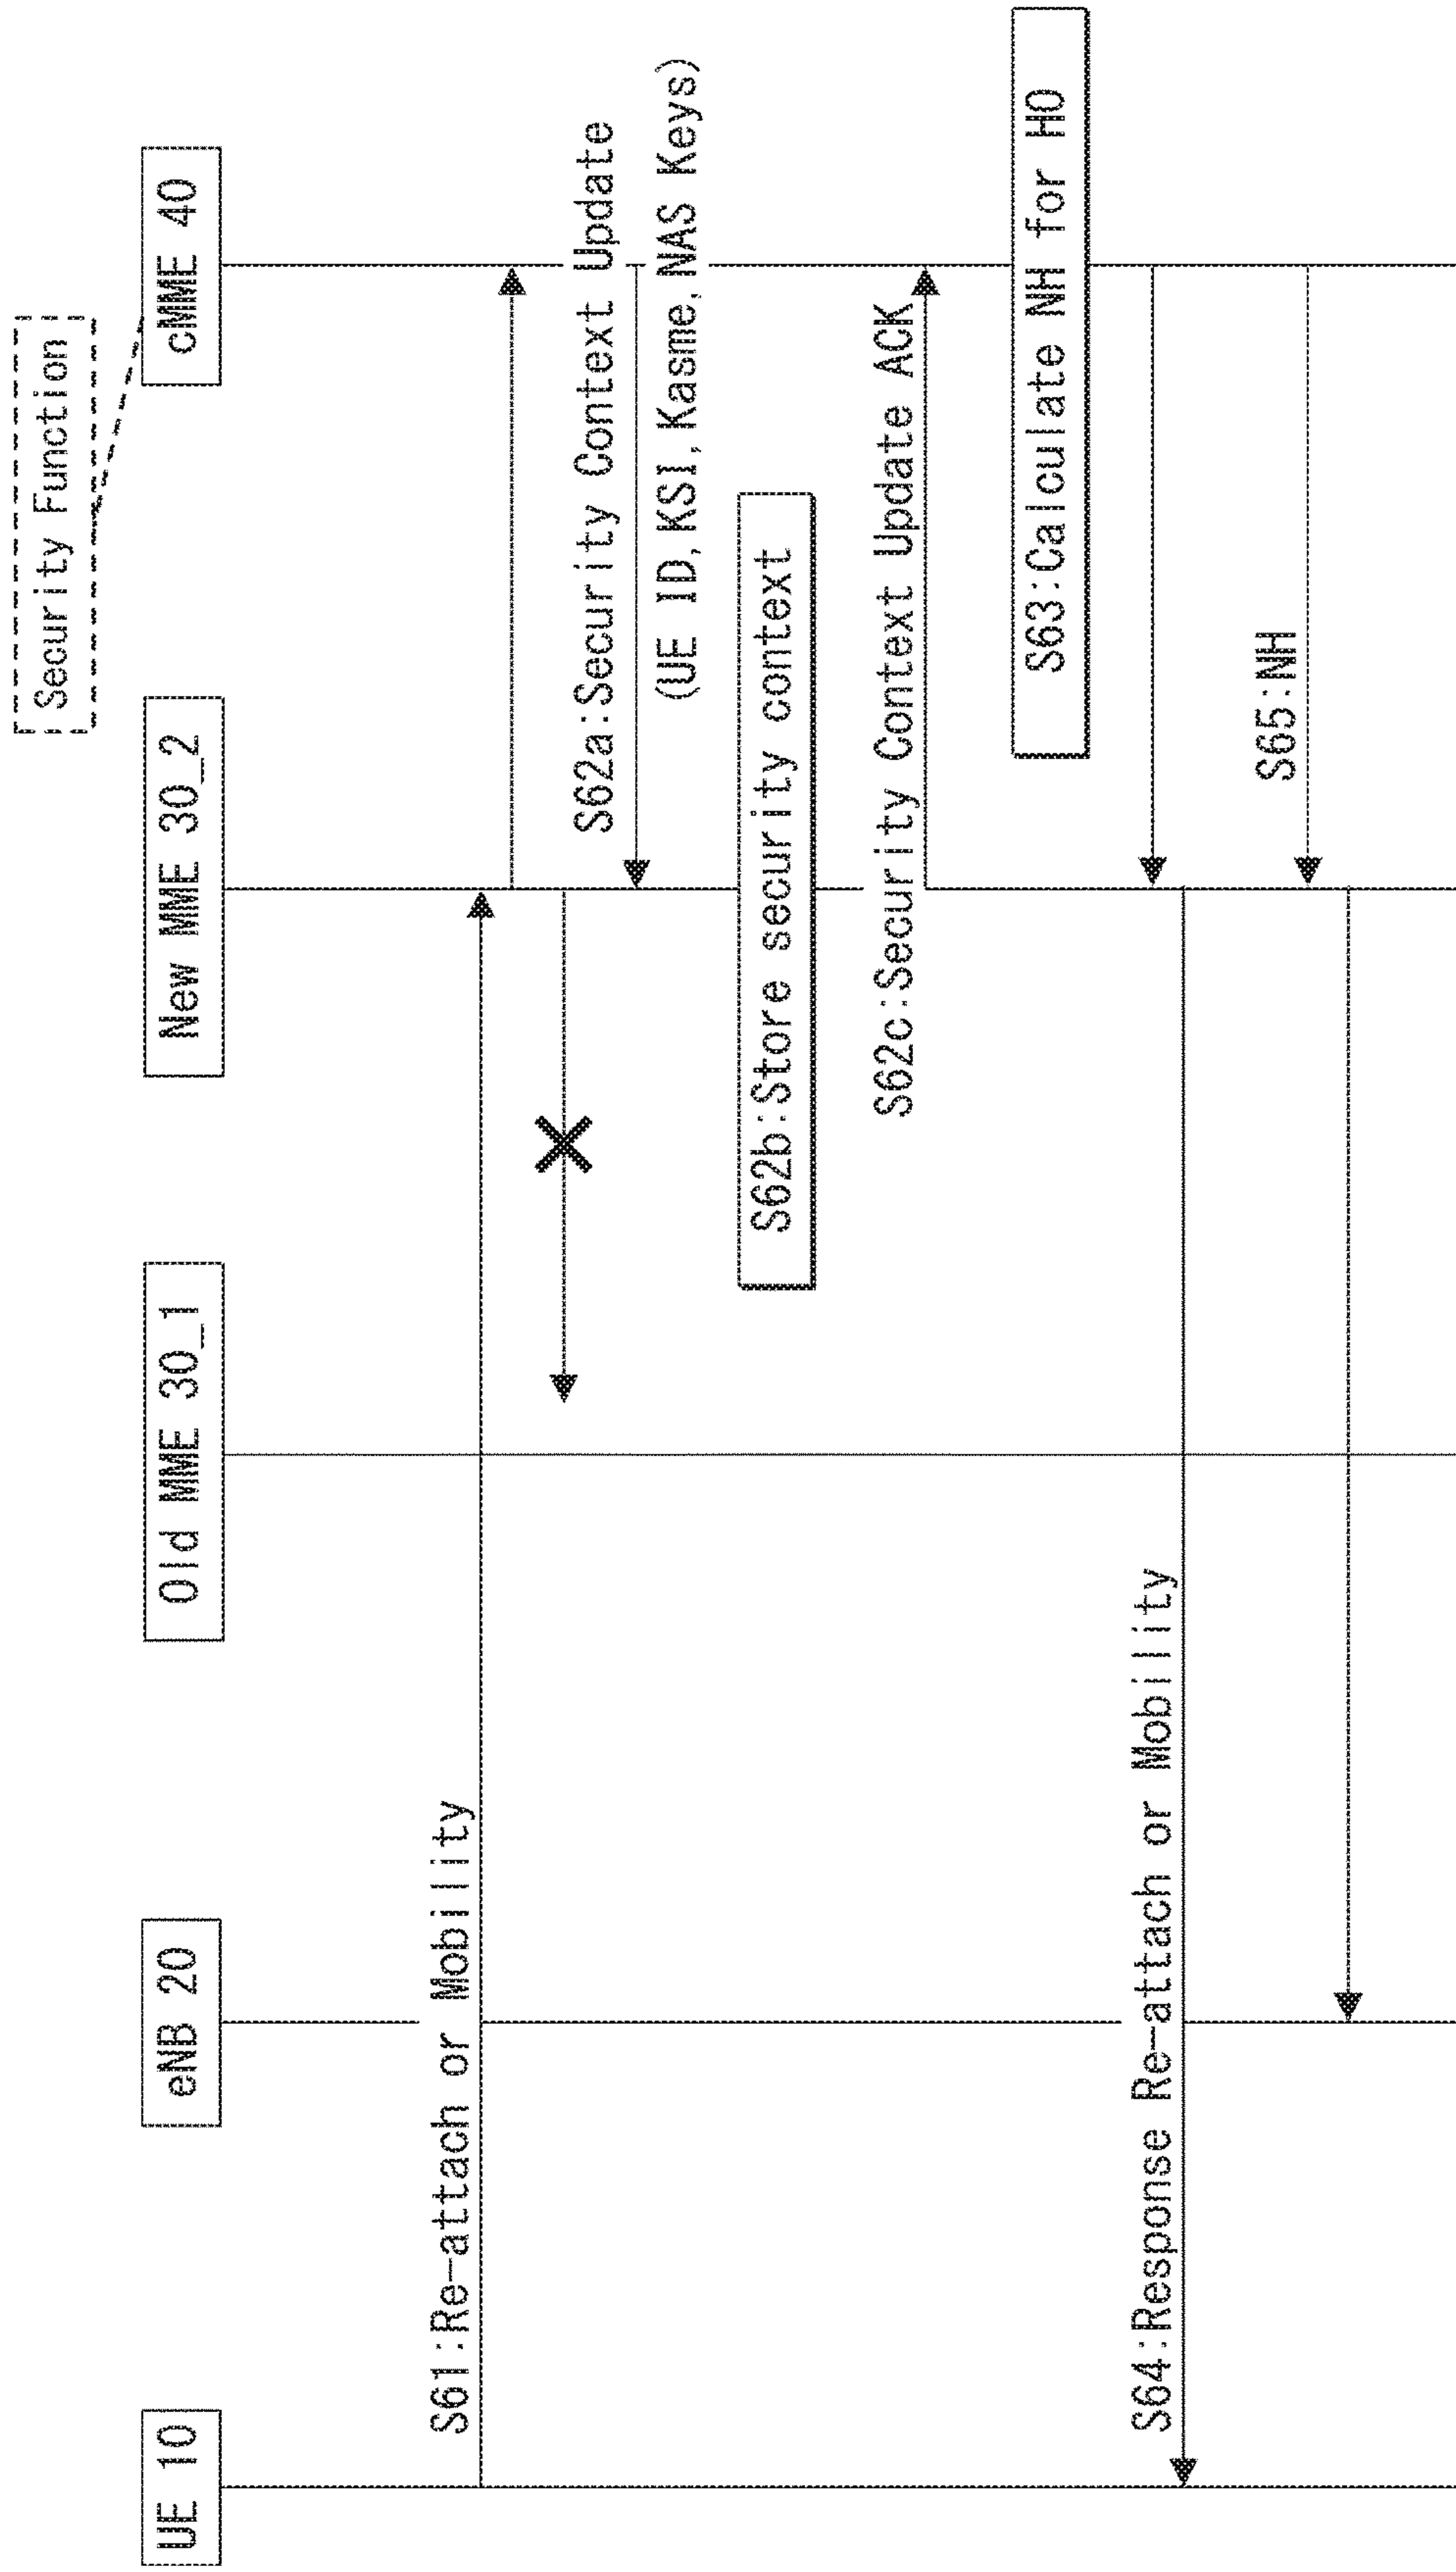 Security Function
UE 10
eNB 20
Old MME 30_1
New MME 30_2
cMME 40
S61:Re-attach or Mobility
S62a:Security Context Update
(UE ID, KSI, Kasme, NAS Keys)
S62b:Store security context
S62c:Security Context Update ACK
S63:Calculate NH for HO
S64:Response Re-attach or Mobility
S65:NH